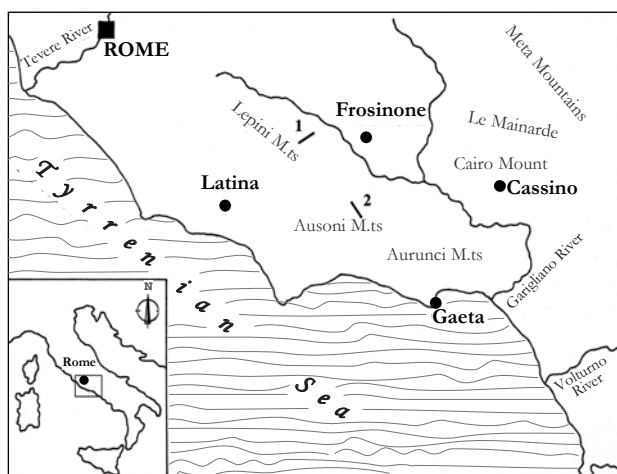 Tevere River
ROME
Meta Mountains
1
Lepini M.ts
Frosinone
Le Mainarde
Cairo Mount
Cassino
Latina
2
Ausoni M.ts
Aurunci M.ts
Garigliano River
Gaeta
Tyrrenian
Sea
Volturno
River
N
Rome